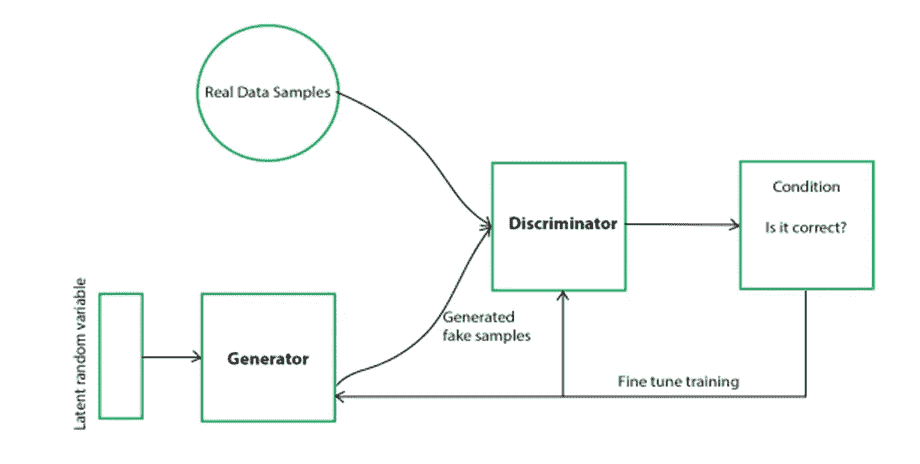 Real Data Samples
Discriminator
Condition
Is it correct?
Latent random variable
Generator
Generated
fake samples
Fine tune training